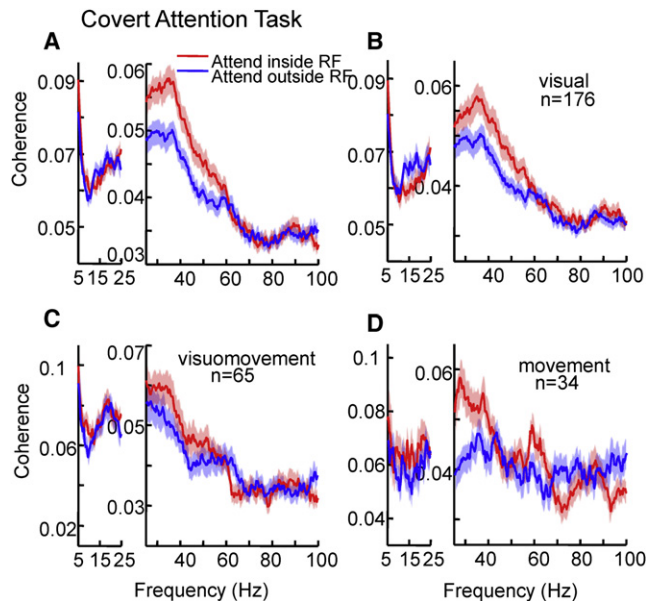 Covert Attention Task
A
Attend inside RF
Attend outside RF
Coherence
0.09
0.07
0.05
5 15 25
0.06
0.05
0.04
0.03
40 60 80 100
B
visual
n=176
0.09
0.07
0.05
5 15 25
0.06
0.04
40 60 80 100
C
visuomovement
n=65
Coherence
0.1
0.08
0.06
0.04
0.02
5 15 25
0.07
0.05
0.03
40 60 80 100
Frequency (Hz)
D
movement
n=34
0.1
0.08
0.06
0.04
5 15 25
0.06
0.04
40 60 80 100
Frequency (Hz)